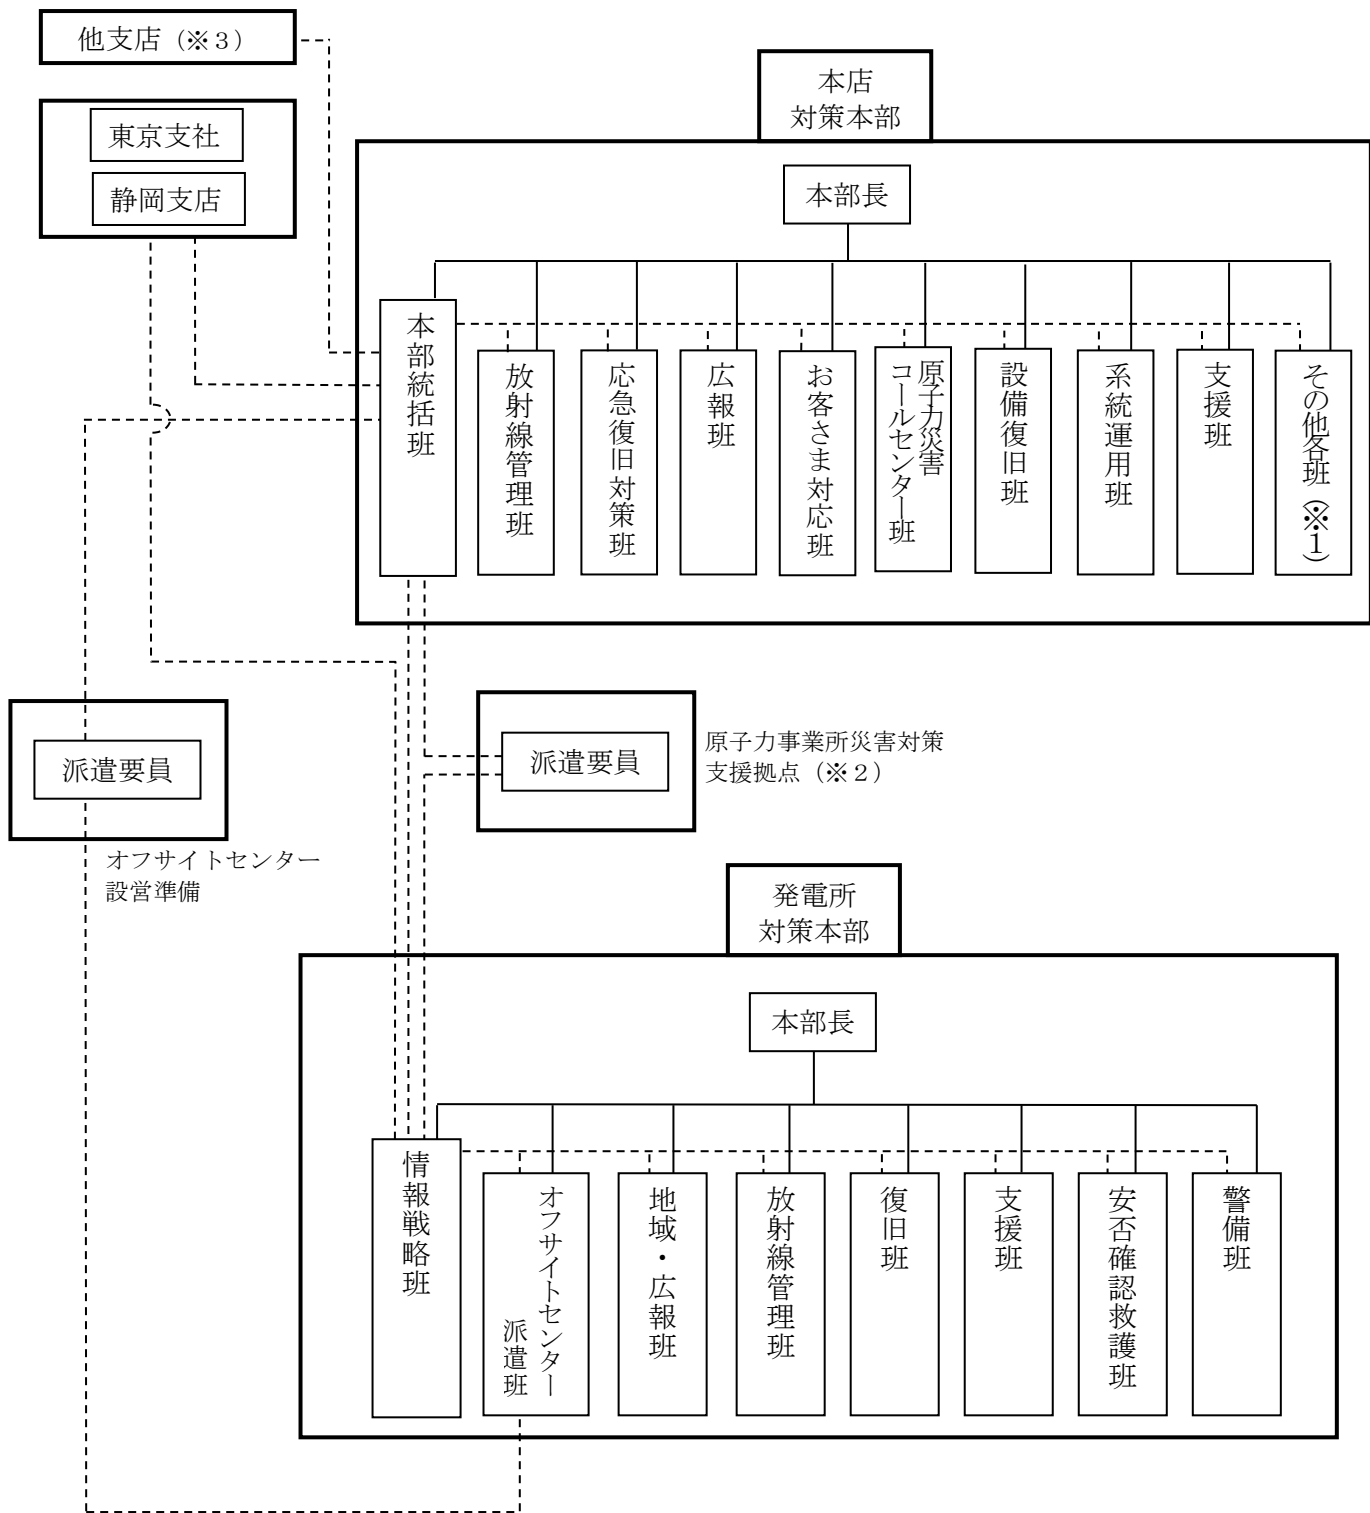 他支店（※３）
東京支社
静岡支店
本店
対策本部
本部長
本部統括班
放射線管理班
応急復旧対策班
広報班
お客さま対応班
原子力災害
コールセンター班
設備復旧班
系統運用班
支援班
その他各班（※１）
派遣要員
オフサイトセンター
設営準備
派遣要員
原子力事業所災害対策
支援拠点（※２）
発電所
対策本部
本部長
情報戦略班
オフサイトセンター
派遣班
地域・広報班
放射線管理班
復旧班
支援班
安否確認救護班
警備班